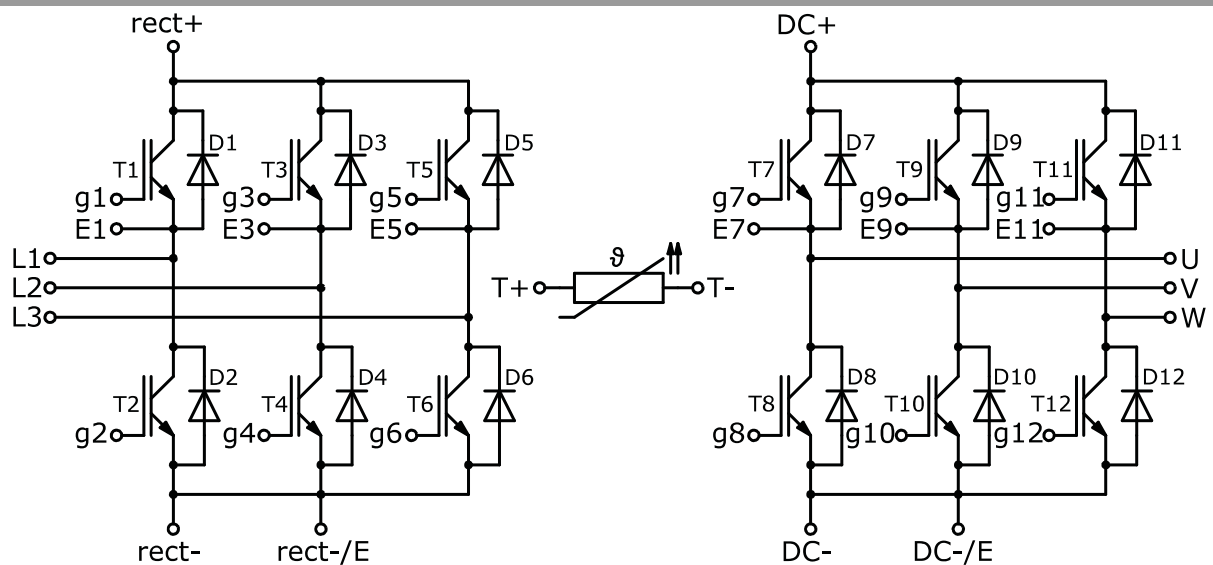 rect+ DC+
D1 D3 D5 D7 D9 D11
T1 T3 T5 T7 T9 T11
g1 g3 g5 g7 g9 g11
E1 E3 E5 E7 E9 E11
L1 ϑ U
L2 T+ T- V
L3 W
D2 D4 D6 D8 D10 D12
T2 T4 T6 T8 T10 T12
g2 g4 g6 g8 g10 g12
rect- rect-/E DC- DC-/E